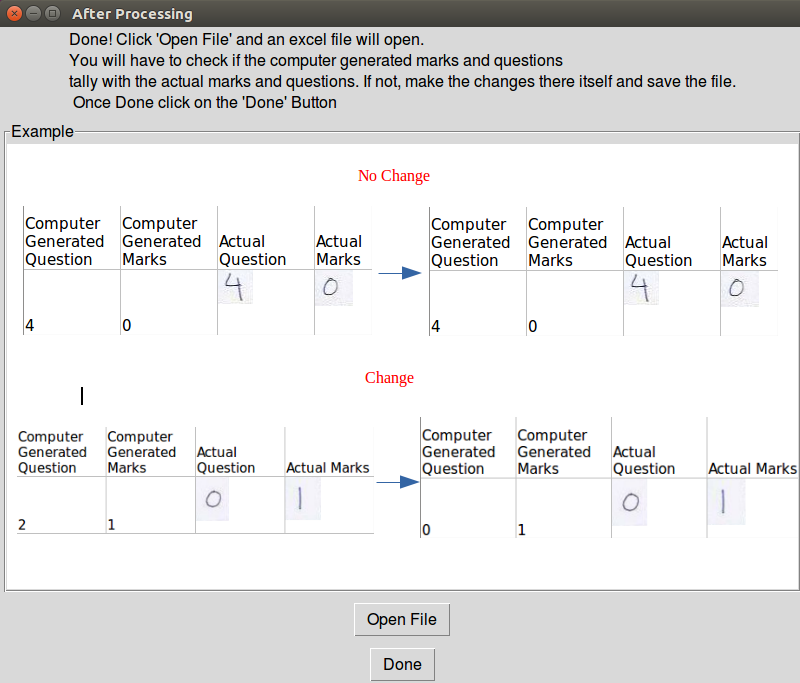 After Processing
Done! Click 'Open File' and an excel file will open.
You will have to check if the computer generated marks and questions
tally with the actual marks and questions. If not, make the changes there itself and save the file.
Once Done click on the 'Done' Button
Example
No Change
Computer Generated Question
Computer Generated Marks
Actual Question
Actual Marks
4
0
4
0
Computer Generated Question
Computer Generated Marks
Actual Question
Actual Marks
4
0
4
0
Change
Computer Generated Question
Computer Generated Marks
Actual Question
Actual Marks
0
1
2
1
Computer Generated Question
Computer Generated Marks
Actual Question
Actual Marks
0
1
0
1
Open File
Done